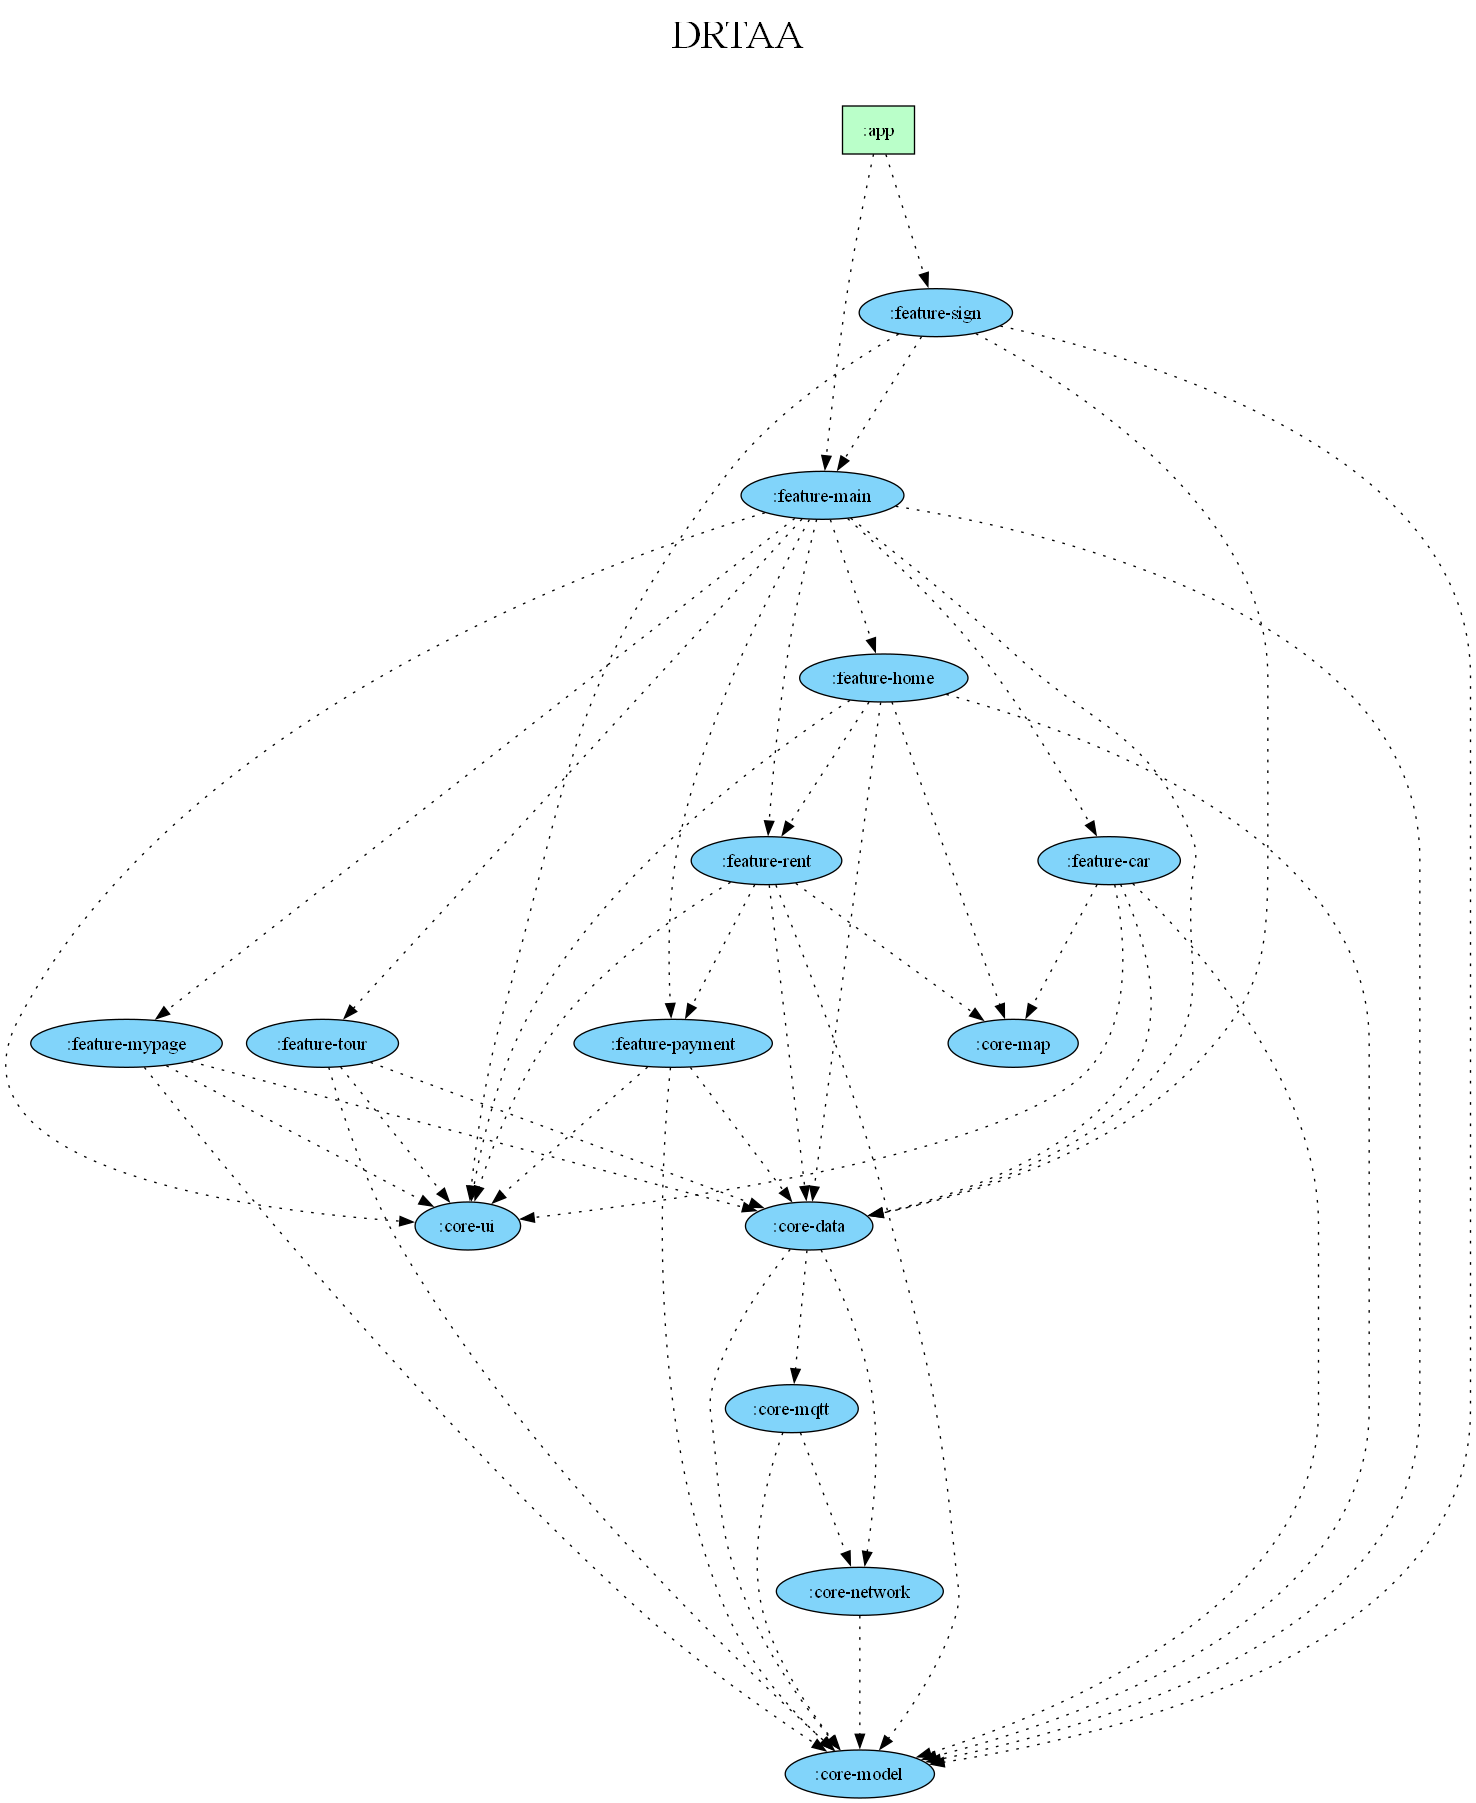 DRTAA
:app
:feature-sign
:feature-main
:feature-home
:feature-rent
:feature-car
:feature-mypage
:feature-tour
:feature-payment
:core-map
:core-ui
:core-data
:core-mqtt
:core-network
:core-model